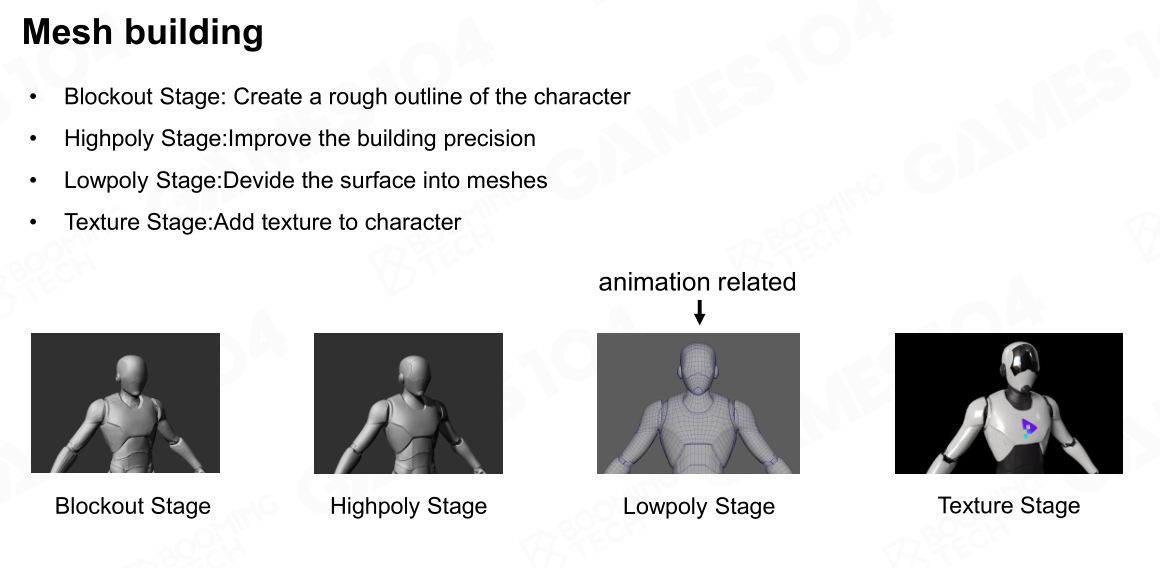 Mesh building
• Blockout Stage: Create a rough outline of the character
• Highpoly Stage:Improve the building precision
• Lowpoly Stage:Devide the surface into meshes
• Texture Stage:Add texture to character
animation related
Blockout Stage
Highpoly Stage
Lowpoly Stage
Texture Stage
GAMES104
BOOMING TECH